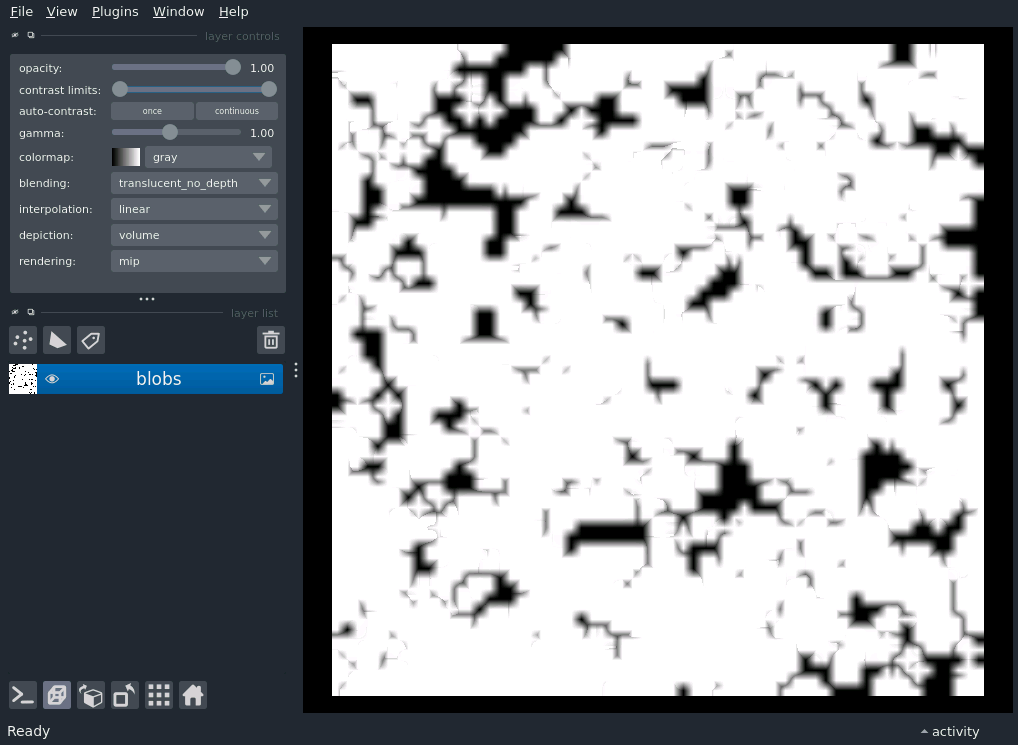 File View Plugins Window Help
layer controls
opacity: 1.00
contrast limits:
auto-contrast: once continuous
gamma: 1.00
colormap: gray
blending: translucent_no_depth
interpolation: linear
depiction: volume
rendering: mip
layer list
blobs
Ready activity